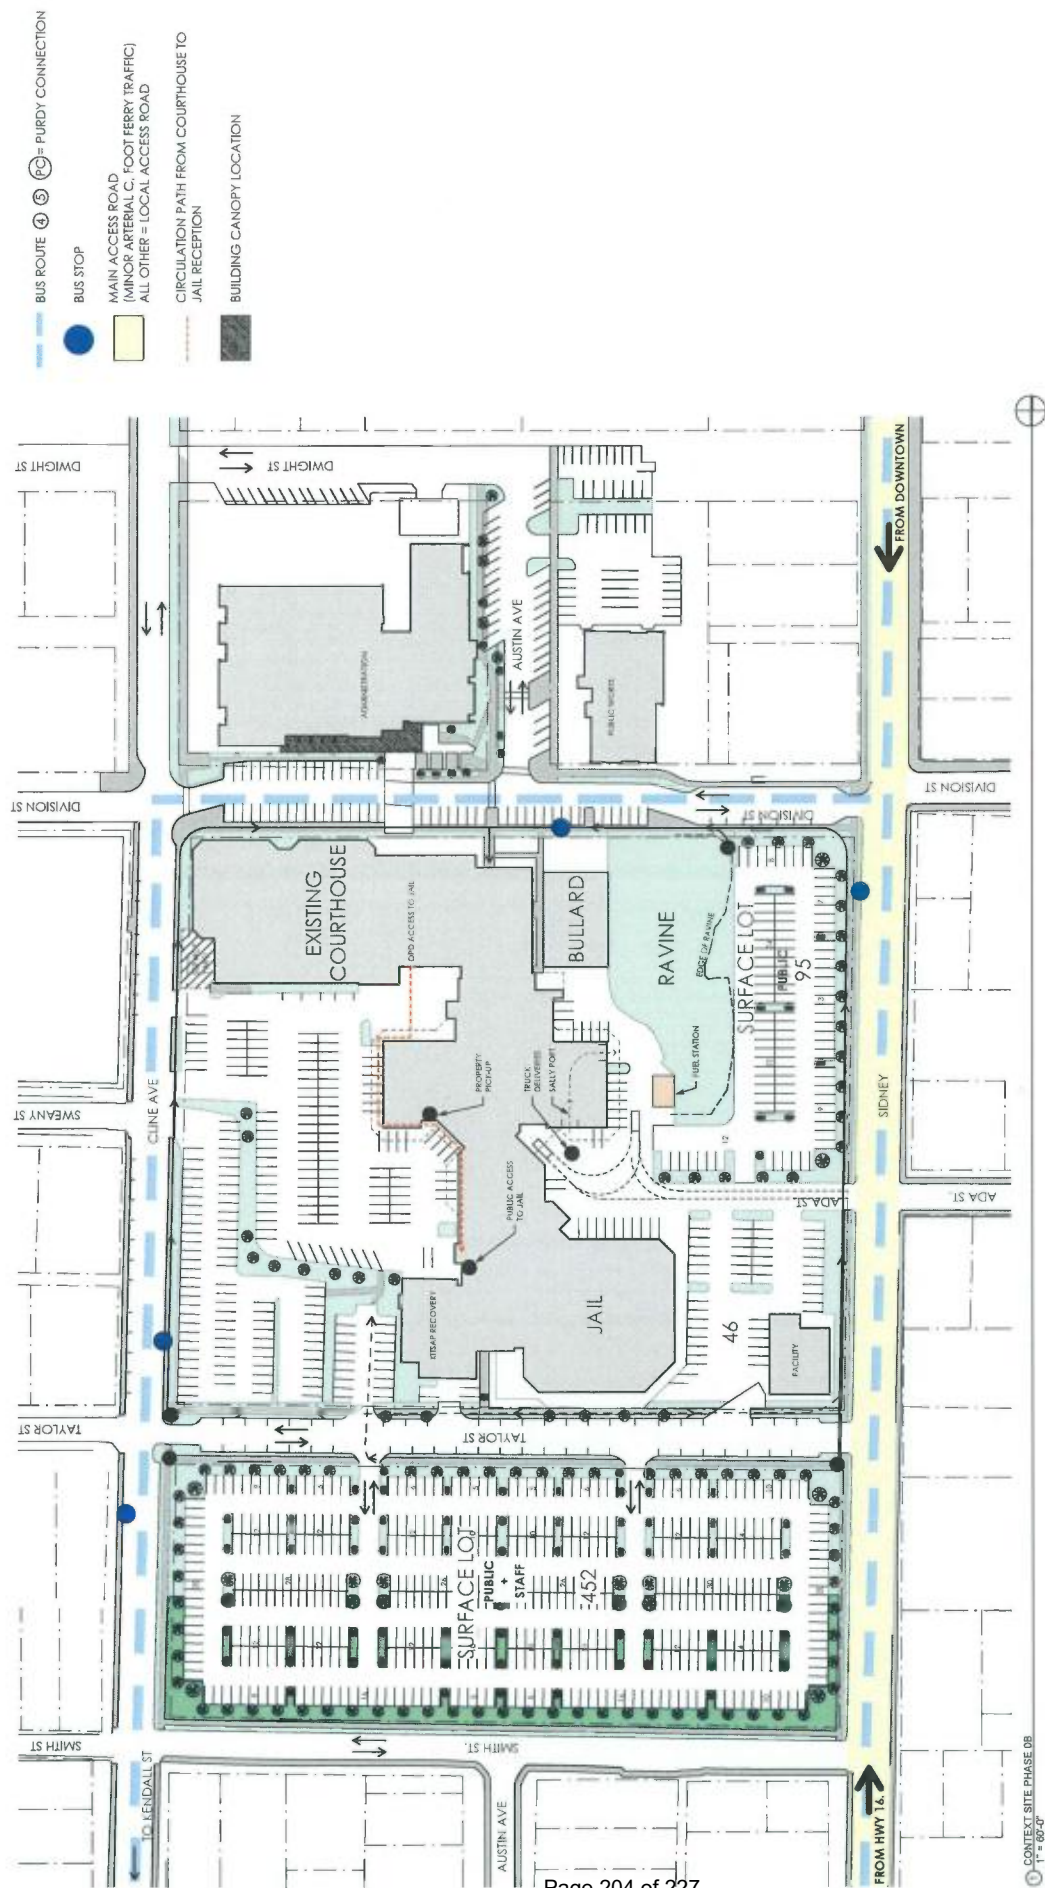 BUS ROUTE ④ ⑤ (PC) = PURDY CONNECTION
BUS STOP
MAIN ACCESS ROAD
(MINOR ARTERIAL C, FOOT FERRY TRAFFIC)
ALL OTHER = LOCAL ACCESS ROAD
CIRCULATION PATH FROM COURTHOUSE TO
JAIL RECEPTION
BUILDING CANOPY LOCATION
DWIGHT ST
DWIGHT ST
FROM DOWNTOWN
AUSTIN AVE
ADMINISTRATION
PUBLIC WORKS
DIVISION ST
DIVISION ST
DIVISION ST
EXISTING
COURTHOUSE
DPD ACCESS TO JAIL
BULLARD
RAVINE
EDGE OF RAVINE
SURFACE LOT
PUBLIC
95
FUEL STATION
CLINE AVE
SWEANY ST
PROPERTY
PICK-UP
TRUCK
DELIVERIES
SALLY PORT
12
SIDNEY
PUBLIC ACCESS
TO JAIL
ADA ST
ADA ST.
KITSAP RECOVERY
JAIL
46
FACILITY
TAYLOR ST
TAYLOR ST
SURFACE LOT
PUBLIC
+
STAFF
452
SMITH ST
SMITH ST.
TO KENDALL ST
AUSTIN AVE
FROM HWY 16.
CONTEXT SITE PHASE 0B
1" = 60'-0"
Page 204 of 227